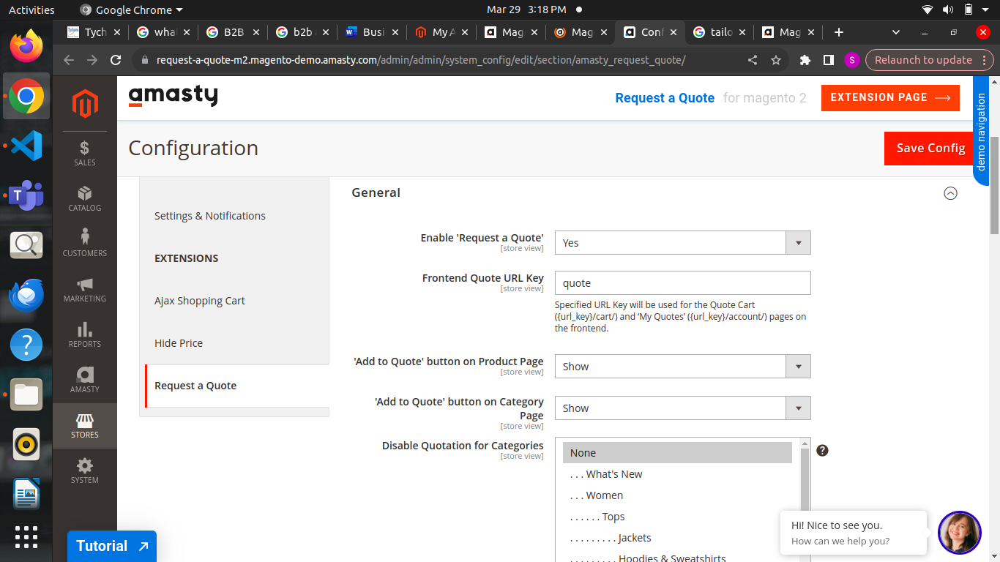 Activities
Google Chrome
Mar 29 3:18 PM
Tych
wha
B2B
b2b
Busi
My A
Mag
Mag
Conf
tailo
Mag
request-a-quote-m2.magento-demo.amasty.com/admin/admin/system_config/edit/section/amasty_request_quote/
S
Relaunch to update
amasty
Request a Quote for magento 2
EXTENSION PAGE
demo navigation
Configuration
Save Config
SALES
CATALOG
CUSTOMERS
MARKETING
REPORTS
AMASTY
STORES
SYSTEM
Settings & Notifications
EXTENSIONS
Ajax Shopping Cart
Hide Price
Request a Quote
General
Enable 'Request a Quote'
[store view]
Yes
Frontend Quote URL Key
[store view]
quote
Specified URL Key will be used for the Quote Cart
({url_key}/cart/) and ‘My Quotes’ ({url_key}/account/) pages on
the frontend.
'Add to Quote' button on Product Page
[store view]
Show
'Add to Quote' button on Category
Page
[store view]
Show
Disable Quotation for Categories
[store view]
None
. . . What's New
. . . Women
. . . . . . Tops
. . . . . . . . . Jackets
. . . . . . . . . Hoodies & Sweatshirts
Tutorial
Hi! Nice to see you.
How can we help you?